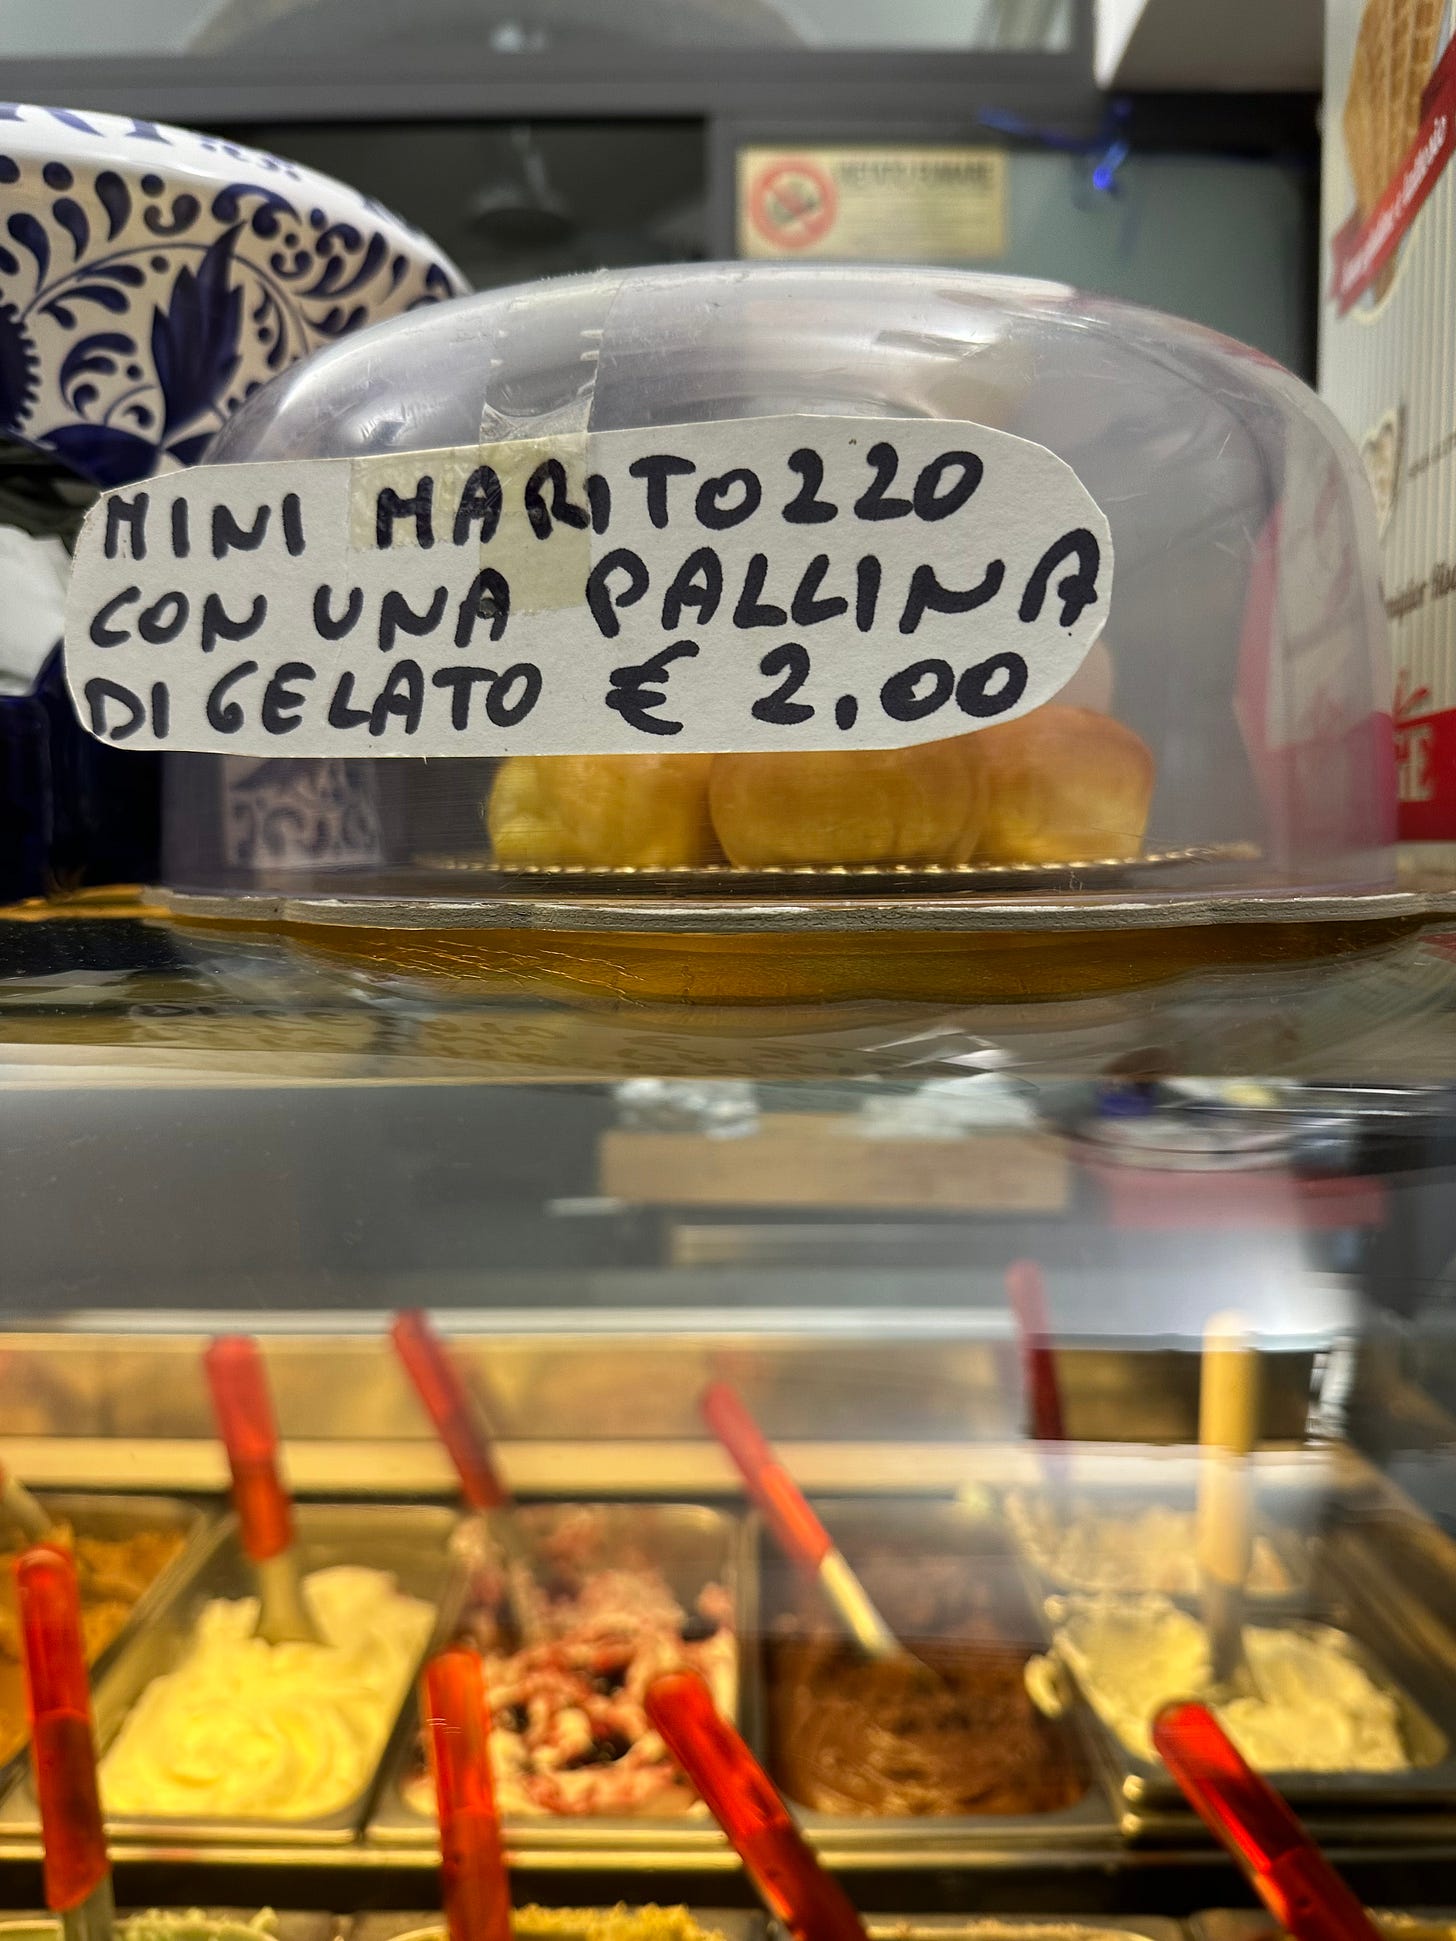 MINI MARITOZZO
CON UNA PALLINA
DI GELATO € 2.00